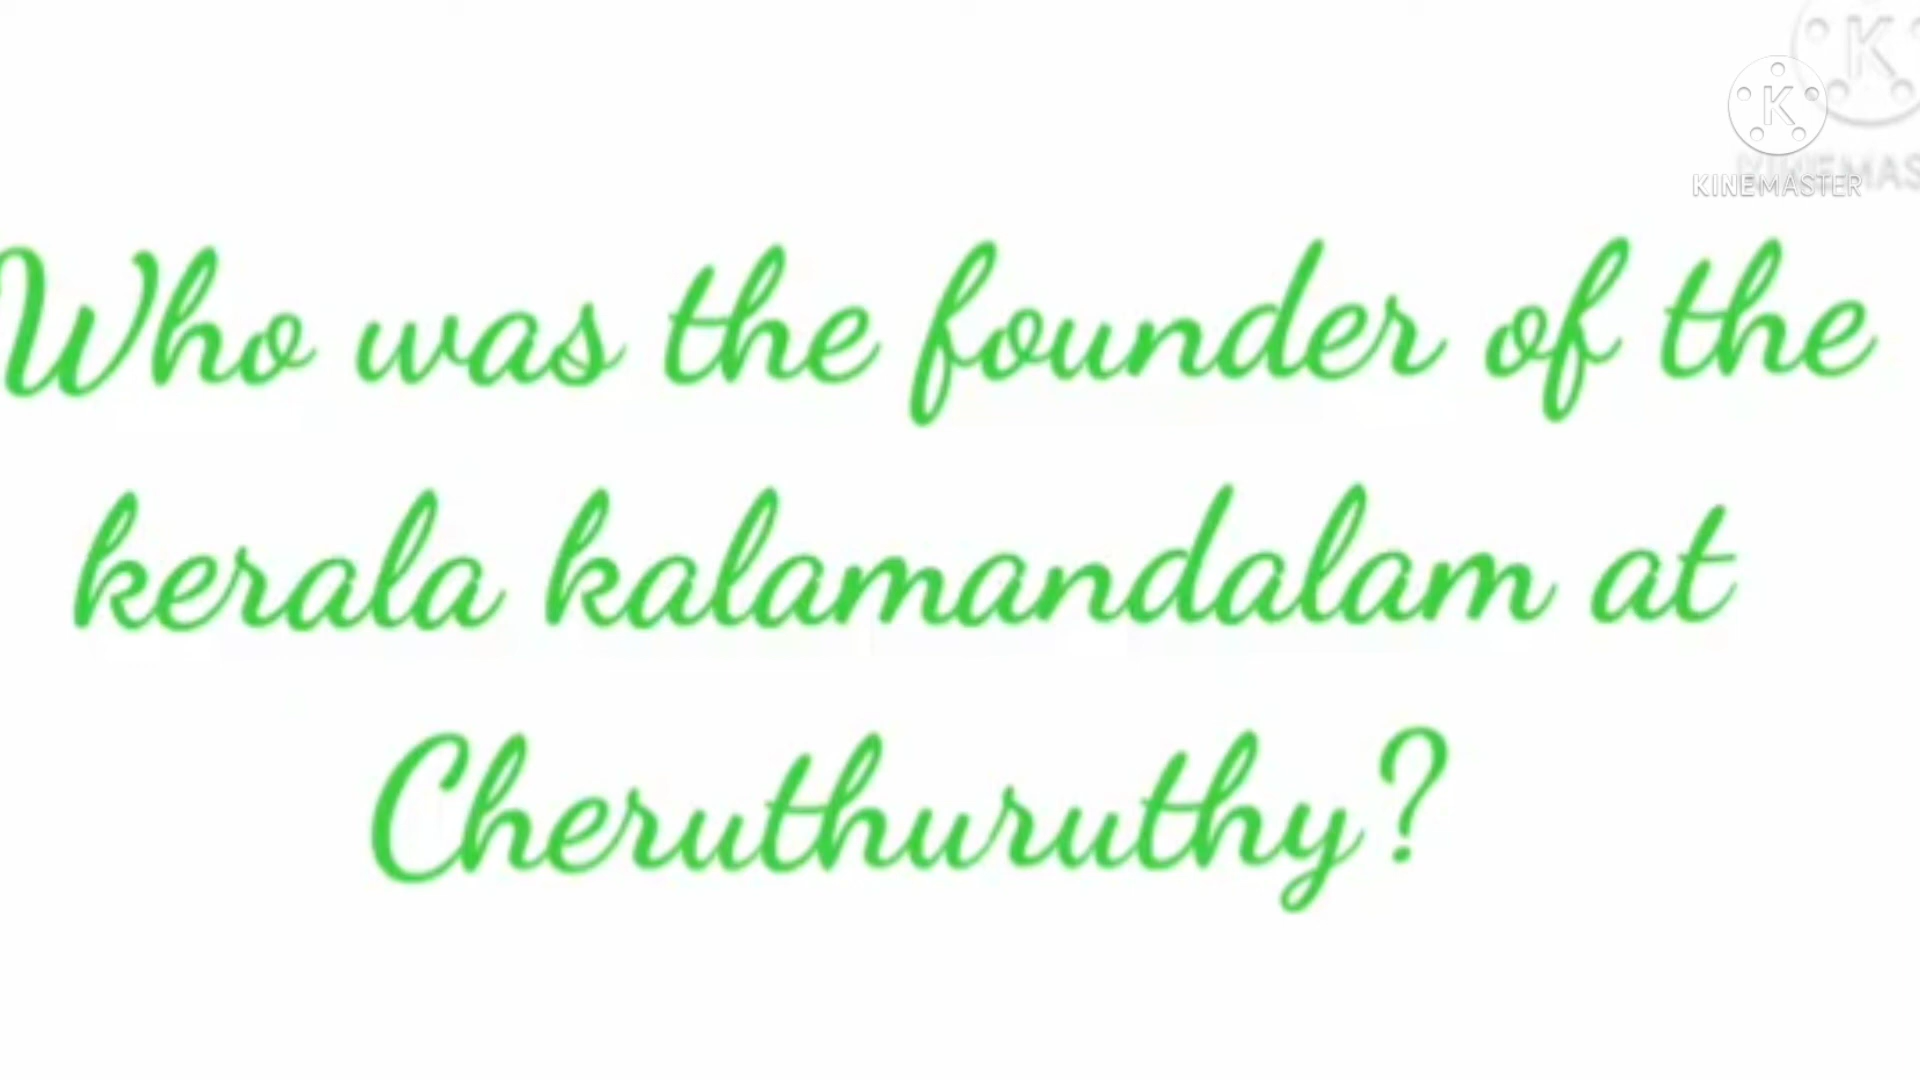 KINEMASTER
Who was the founder of the
kerala kalamandalam at
Cheruthuruthy?